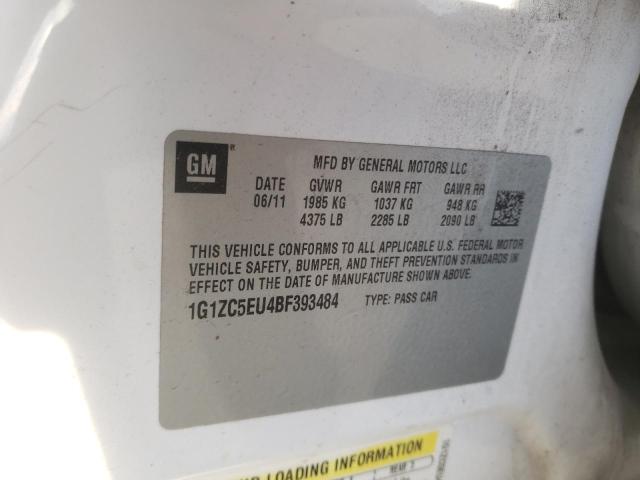 GM ®
MFD BY GENERAL MOTORS LLC
DATE GVWR GAWR FRT GAWR RR
06/11 1985 KG 1037 KG 948 KG
4375 LB 2285 LB 2090 LB
THIS VEHICLE CONFORMS TO ALL APPLICABLE U.S. FEDERAL MOTOR
VEHICLE SAFETY, BUMPER, AND THEFT PREVENTION STANDARDS IN
EFFECT ON THE DATE OF MANUFACTURE SHOWN ABOVE.
1G1ZC5EU4BF393484 TYPE: PASS CAR
LOADING INFORMATION